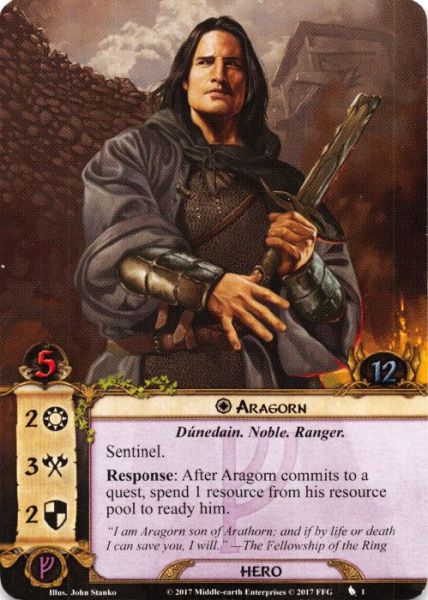 5
12
Aragorn
Dúnedain. Noble. Ranger.
2
3
2
Sentinel.
Response: After Aragorn commits to a
quest, spend 1 resource from his resource
pool to ready him.
"I am Aragorn son of Arathorn; and if by life or death
I can save you, I will." —The Fellowship of the Ring
HERO
Illus. John Stanko
© 2017 Middle-earth Enterprises © 2017 FFG
1